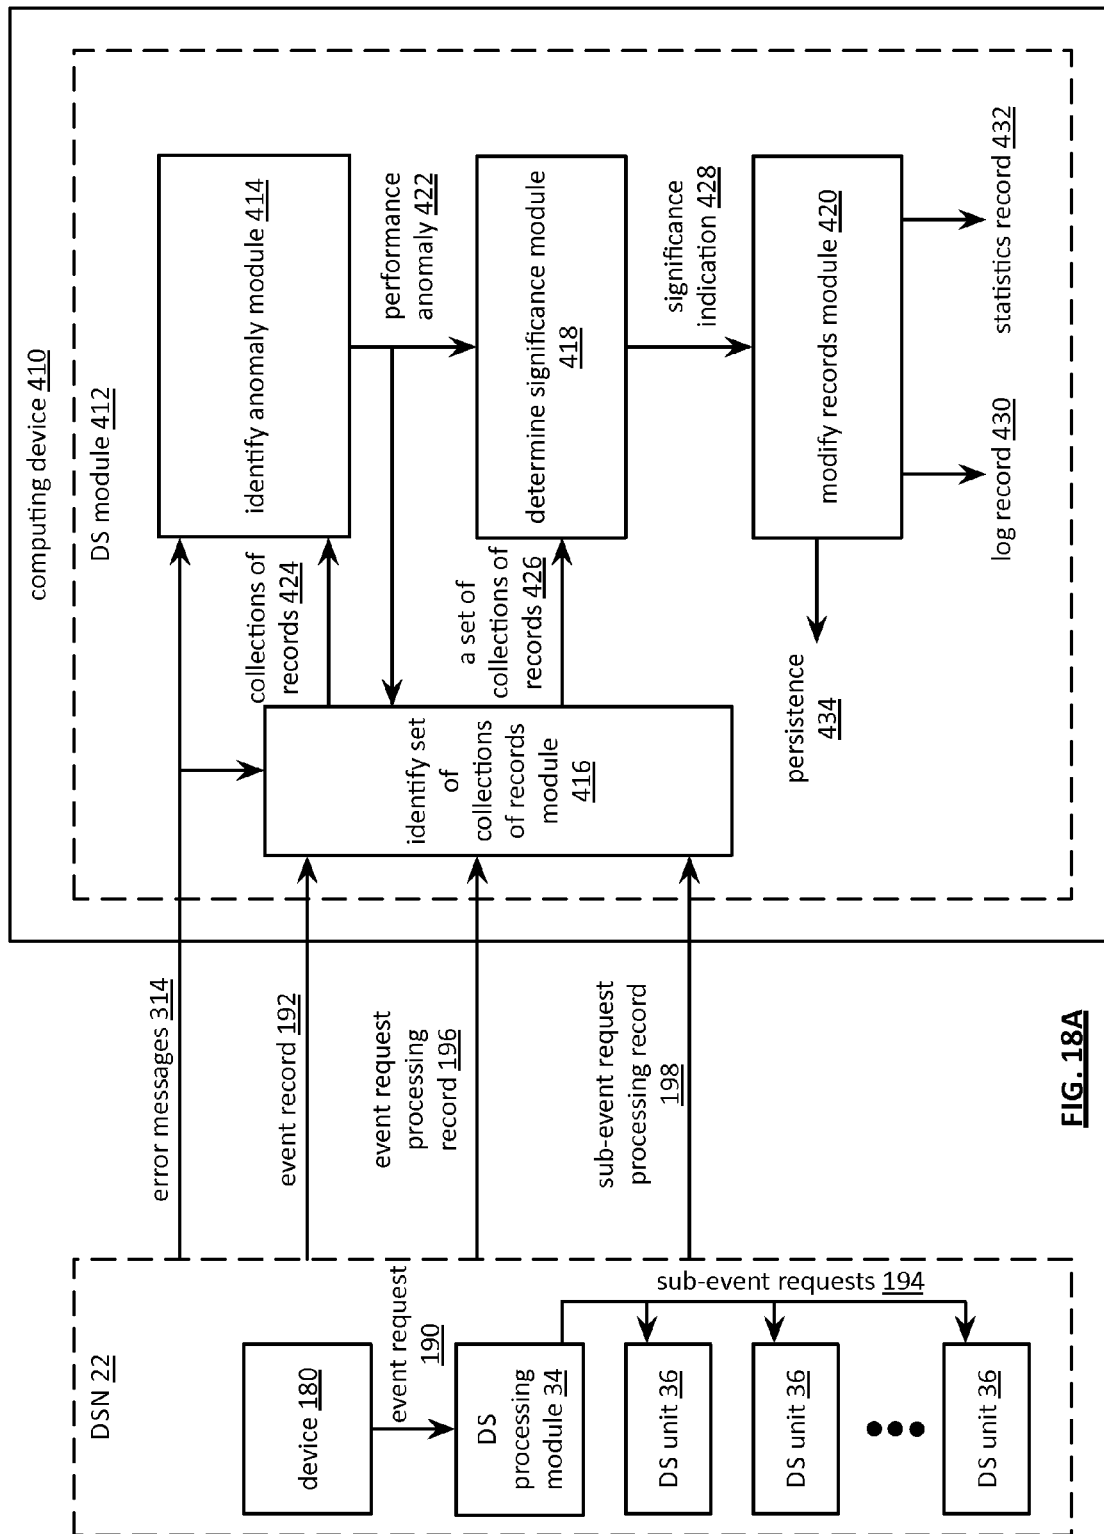 DSN 22
device 180
event request
190
DS
processing
module 34
sub-event requests 194
DS unit 36
DS unit 36
DS unit 36
error messages 314
event record 192
event request
processing
record 196
sub-event request
processing record
198
computing device 410
DS module 412
identify set
of
collections
of records
module
416
collections of
records 424
a set of
collections of
records 426
identify anomaly module 414
performance
anomaly 422
determine significance module
418
significance
indication 428
modify records module 420
persistence
434
log record 430
statistics record 432
FIG. 18A